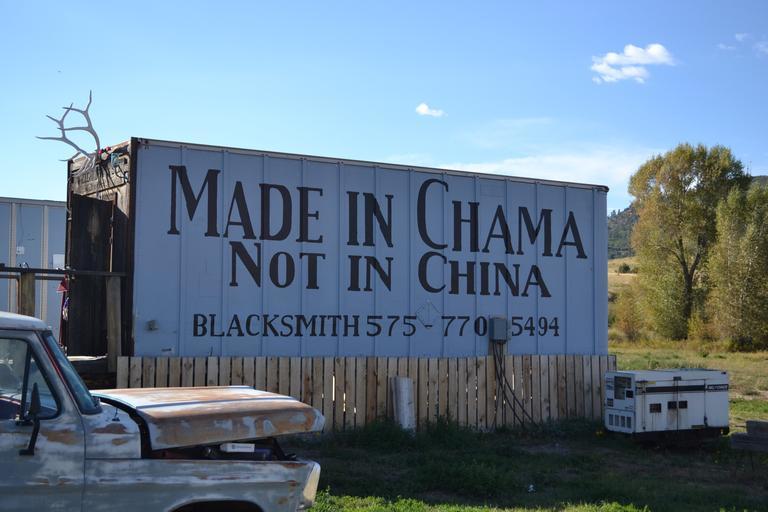 MADE IN CHAMA
NOT IN CHINA
BLACKSMITH 575 770 5494